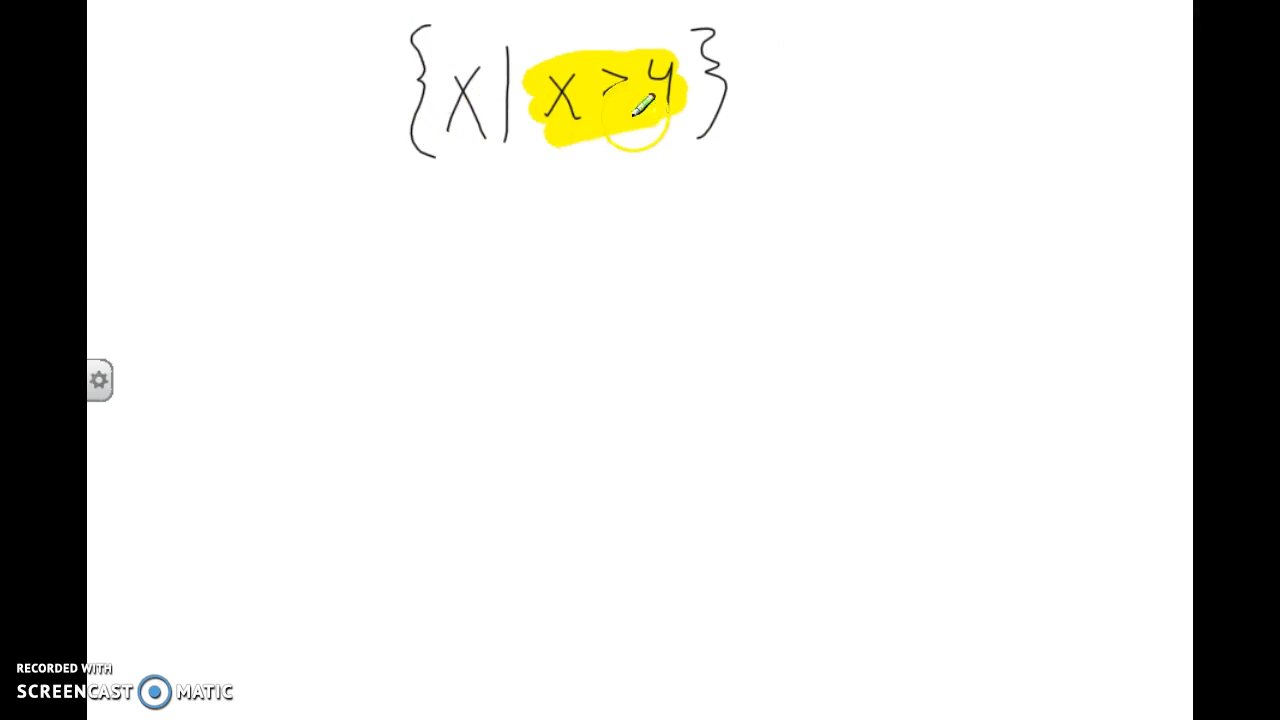 {x | x > 4}
RECORDED WITH
SCREENCAST MATIC